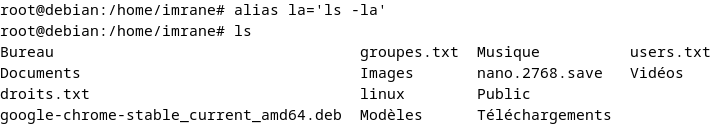 root@debian:/home/imrane# alias la='ls -la'
root@debian:/home/imrane# ls
Bureau groupes.txt Musique users.txt
Documents Images nano.2768.save Vidéos
droits.txt linux Public
google-chrome-stable_current_amd64.deb Modèles Téléchargements